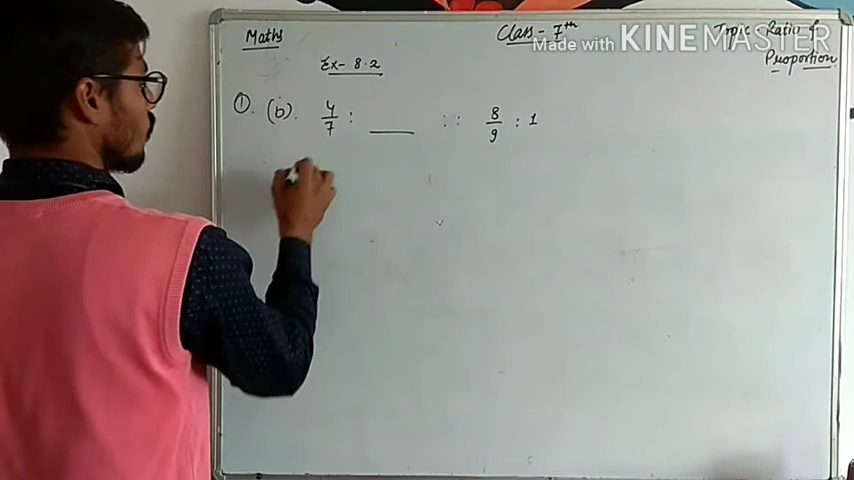 Maths Class - 7th Topic Ratio &
Proportion
Made with KINEMASTER
Ex- 8.2
①. (b). 4/7 : ____ :: 8/9 : 1